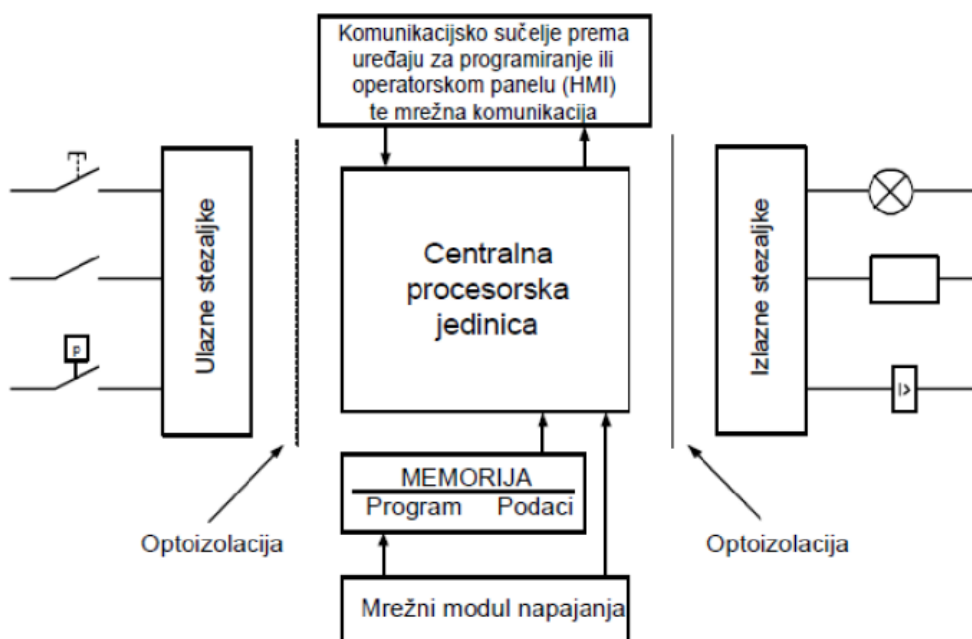 Komunikacijsko sučelje prema
uređaju za programiranje ili
operatorskom panelu (HMI)
te mrežna komunikacija
Ulazne stezaljke
p
Centralna
procesorska
jedinica
Izlazne stezaljke
I>
MEMORIJA
Program Podaci
Optoizolacija
Optoizolacija
Mrežni modul napajanja